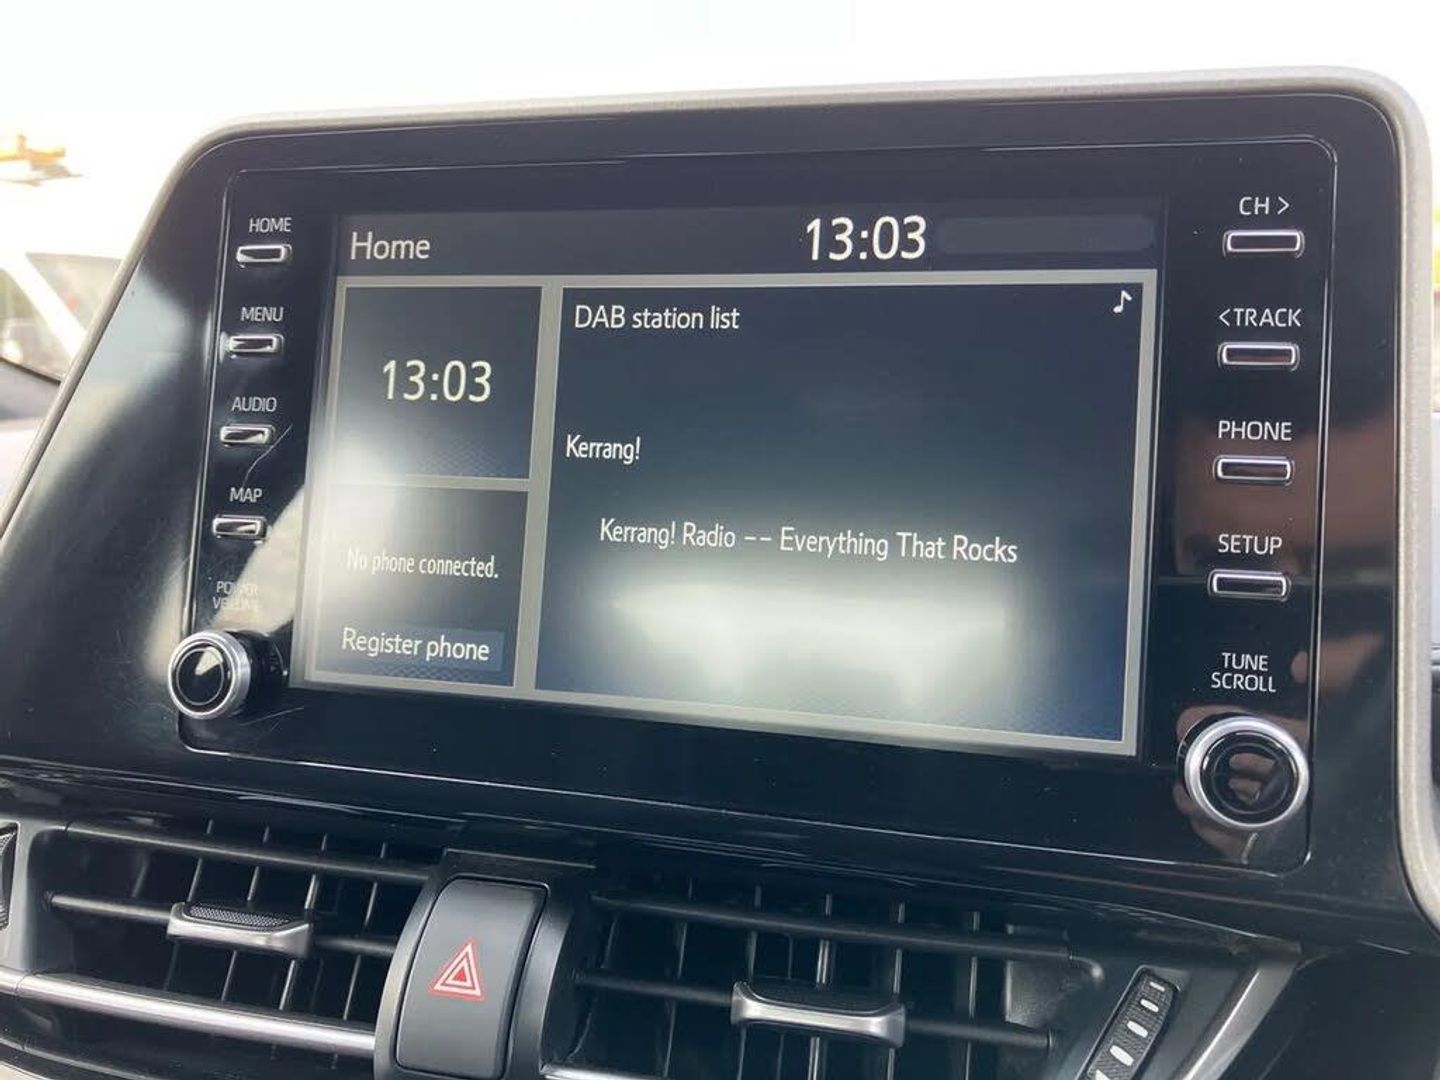 HOME
MENU
AUDIO
MAP
POWER
VOLUME
Home
13:03
13:03
No phone connected.
Register phone
DAB station list
Kerrang!
Kerrang! Radio -- Everything That Rocks
CH >
<TRACK
PHONE
SETUP
TUNE
SCROLL